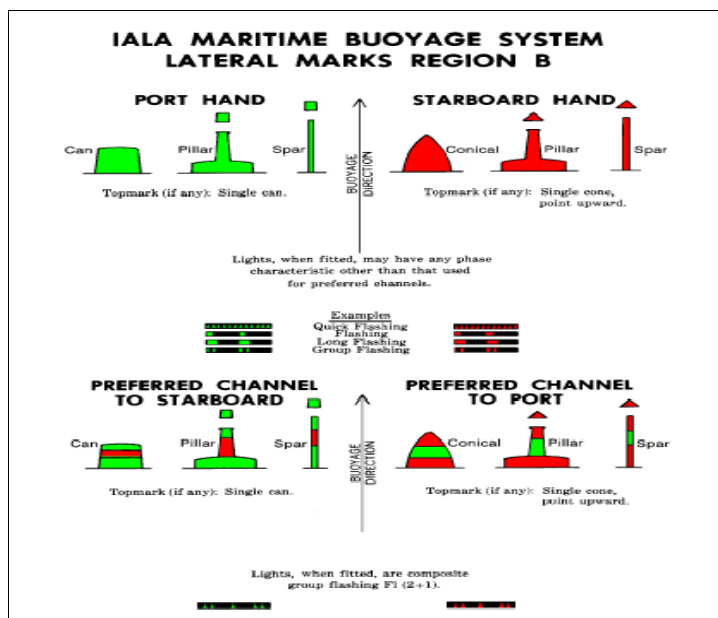 IALA MARITIME BUOYAGE SYSTEM
LATERAL MARKS REGION B
PORT HAND
Can
Pillar
Spar
Topmark (if any): Single can.
BUOYAGE
DIRECTION
STARBOARD HAND
Conical
Pillar
Spar
Topmark (if any): Single cone,
point upward.
Lights, when fitted, may have any phase
characteristic other than that used
for preferred channels.
Examples
Quick Flashing
Flashing
Long Flashing
Group Flashing
PREFERRED CHANNEL
TO STARBOARD
Can
Pillar
Spar
Topmark (if any): Single can.
BUOYAGE
DIRECTION
PREFERRED CHANNEL
TO PORT
Conical
Pillar
Spar
Topmark (if any): Single cone,
point upward.
Lights, when fitted, are composite
group flashing Fl (2+1).